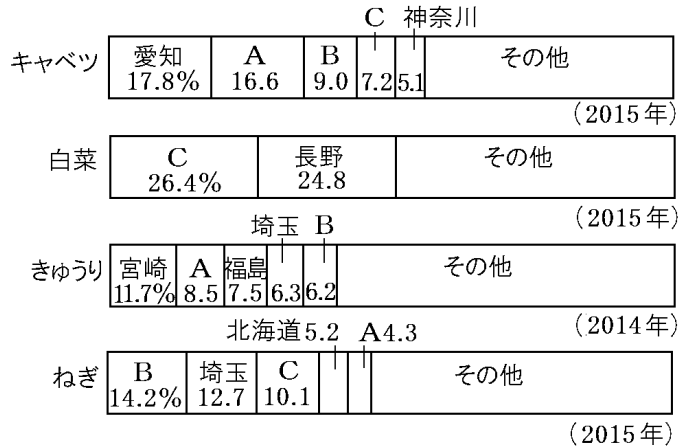 C 神奈川
キャベツ 愛知 A B その他
17.8% 16.6 9.0 7.2 5.1
(2015年)
白菜 C 長野 その他
26.4% 24.8
(2015年)
埼玉 B
きゅうり 宮崎 A 福島 その他
11.7% 8.5 7.5 6.3 6.2
(2014年)
北海道5.2 A4.3
ねぎ B 埼玉 C その他
14.2% 12.7 10.1
(2015年)